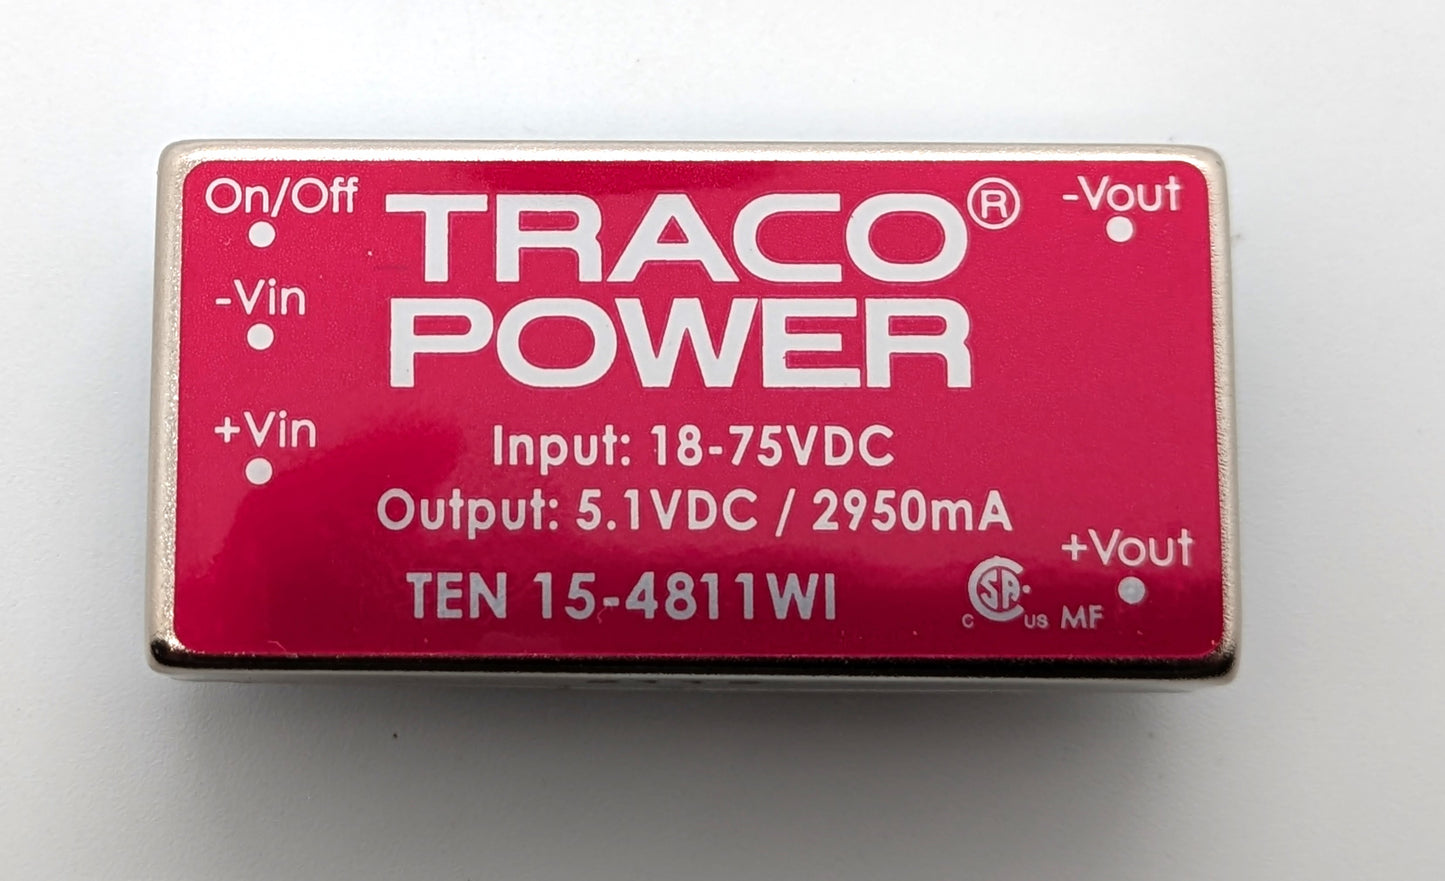 On/Off
-Vin
+Vin
TRACO®
POWER
Input: 18-75VDC
Output: 5.1VDC / 2950mA
TEN 15-4811WI
-Vout
+Vout
C SA US MF